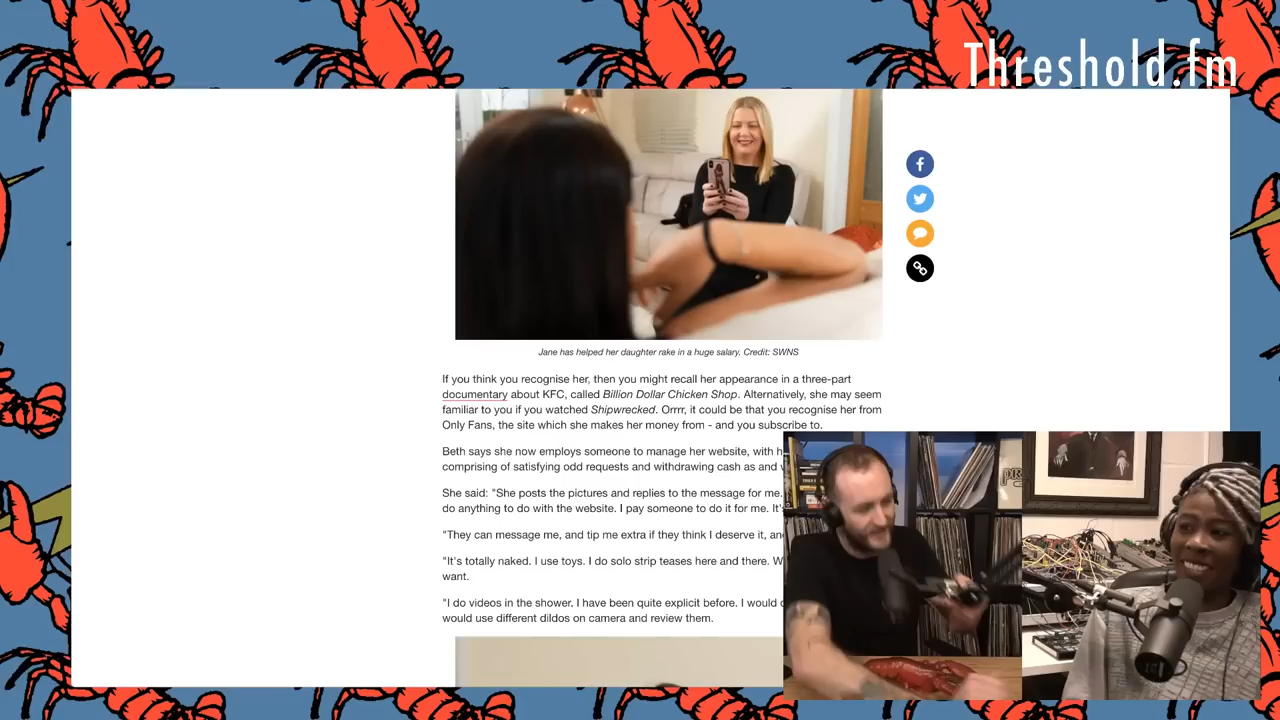 Threshold.fm
Jane has helped her daughter rake in a huge salary. Credit: SWNS
If you think you recognise her, then you might recall her appearance in a three-part
documentary about KFC, called Billion Dollar Chicken Shop. Alternatively, she may seem
familiar to you if you watched Shipwrecked. Orrrr, it could be that you recognise her from
Only Fans, the site which she makes her money from - and you subscribe to.
Beth says she now employs someone to manage her website, with
comprising of satisfying odd requests and withdrawing cash as and
She said: "She posts the pictures and replies to the message for me.
do anything to do with the website. I pay someone to do it for me. It's
"They can message me, and tip me extra if they think I deserve it,
"It's totally naked. I use toys. I do solo strip teases here and there.
want.
"I do videos in the shower. I have been quite explicit before. I would
would use different dildos on camera and review them.